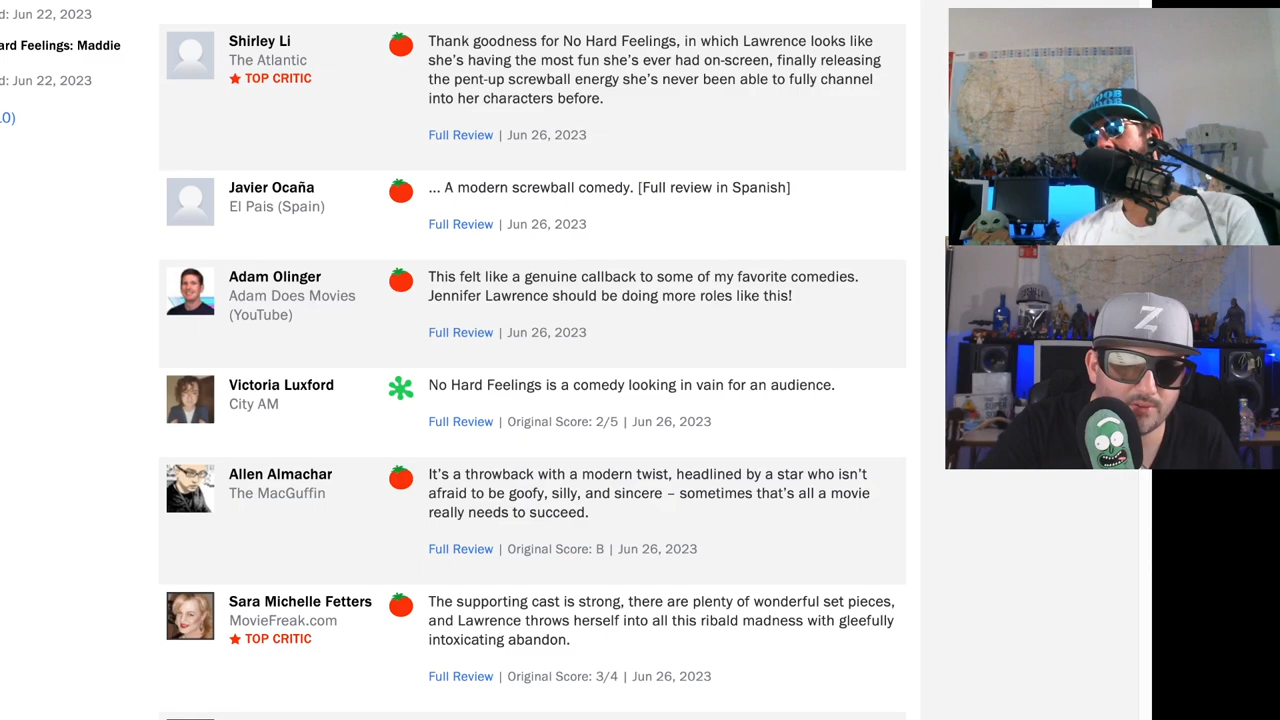 d: Jun 22, 2023
ard Feelings: Maddie
d: Jun 22, 2023
.0)
Shirley Li
The Atlantic
TOP CRITIC
Thank goodness for No Hard Feelings, in which Lawrence looks like
she's having the most fun she's ever had on-screen, finally releasing
the pent-up screwball energy she's never been able to fully channel
into her characters before.
Full Review | Jun 26, 2023
Javier Ocaña
El Pais (Spain)
... A modern screwball comedy. [Full review in Spanish]
Full Review | Jun 26, 2023
Adam Olinger
Adam Does Movies
(YouTube)
This felt like a genuine callback to some of my favorite comedies.
Jennifer Lawrence should be doing more roles like this!
Full Review | Jun 26, 2023
Victoria Luxford
City AM
No Hard Feelings is a comedy looking in vain for an audience.
Full Review | Original Score: 2/5 | Jun 26, 2023
Allen Almachar
The MacGuffin
It's a throwback with a modern twist, headlined by a star who isn't
afraid to be goofy, silly, and sincere – sometimes that's all a movie
really needs to succeed.
Full Review | Original Score: B | Jun 26, 2023
Sara Michelle Fetters
MovieFreak.com
TOP CRITIC
The supporting cast is strong, there are plenty of wonderful set pieces,
and Lawrence throws herself into all this ribald madness with gleefully
intoxicating abandon.
Full Review | Original Score: 3/4 | Jun 26, 2023
Z